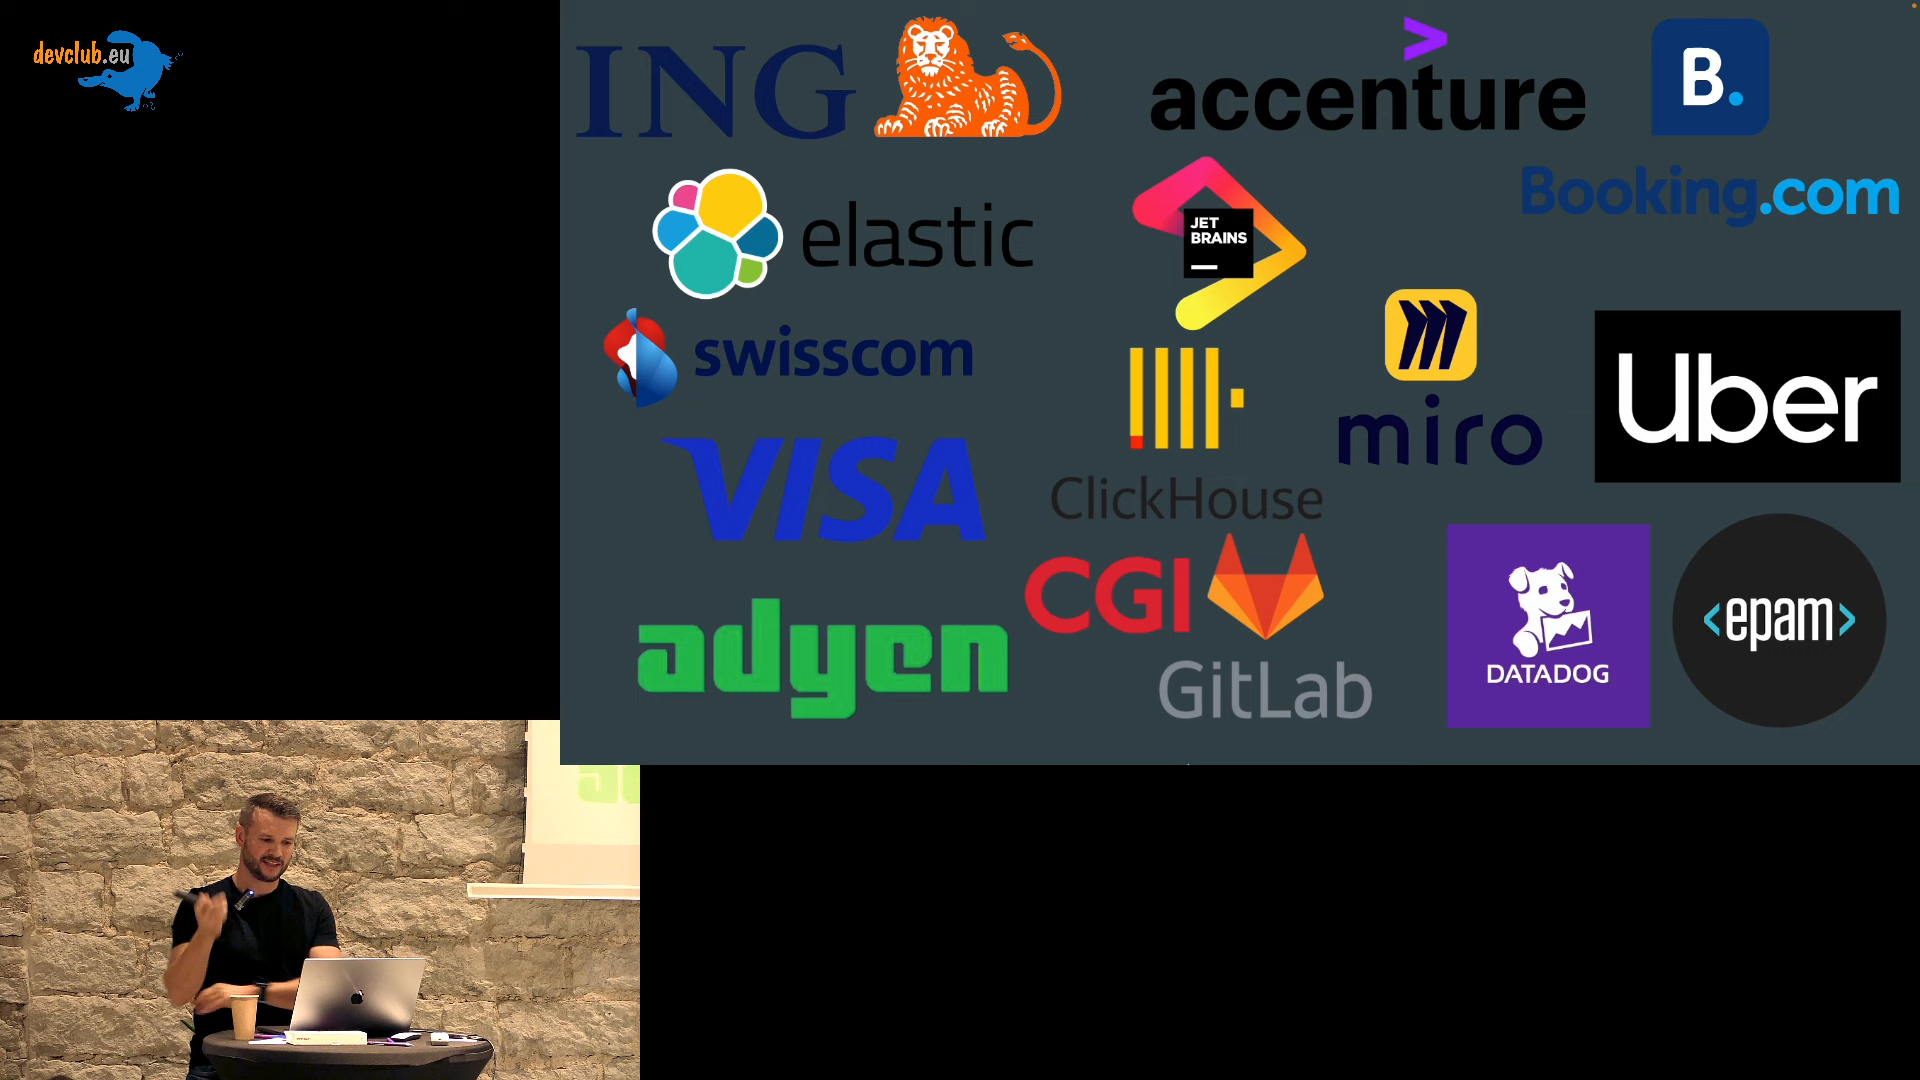 devclub.eu
ING
accenture
B.
Booking.com
elastic
JET
BRAINS
swisscom
miro
Uber
VISA
ClickHouse
CGI
GitLab
DATADOG
<epam>
adyen